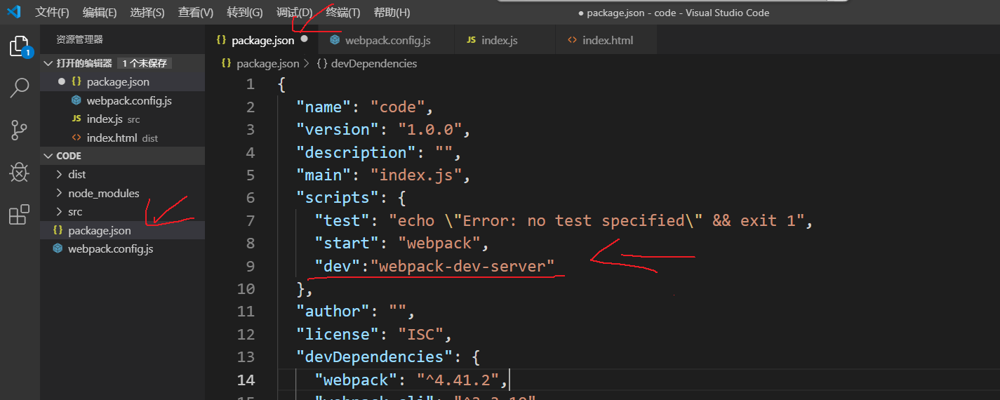 文件(F) 编辑(E) 选择(S) 查看(V) 转到(G) 调试(D) 终端(T) 帮助(H) ● package.json - code - Visual Studio Code
资源管理器
{} package.json ● webpack.config.js JS index.js <> index.html
打开的编辑器 1 个未保存
{} package.json > {} devDependencies
1
● {} package.json
webpack.config.js
JS index.js src
<> index.html dist
CODE
> dist
> node_modules
> src
{} package.json
webpack.config.js
1 {
2 "name": "code",
3 "version": "1.0.0",
4 "description": "",
5 "main": "index.js",
6 "scripts": {
7 "test": "echo \"Error: no test specified\" && exit 1",
8 "start": "webpack",
9 "dev":"webpack-dev-server"
10 },
11 "author": "",
12 "license": "ISC",
13 "devDependencies": {
14 "webpack": "^4.41.2",